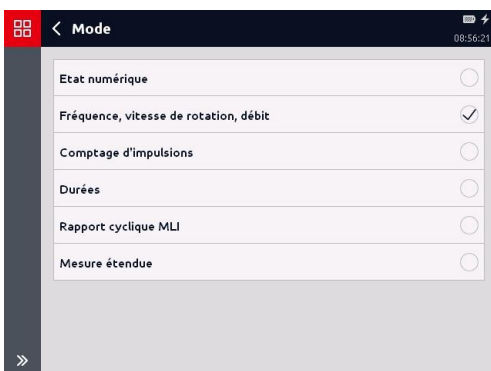 Mode
08:56:21
Etat numérique
Fréquence, vitesse de rotation, débit
Comptage d'impulsions
Durées
Rapport cyclique MLI
Mesure étendue